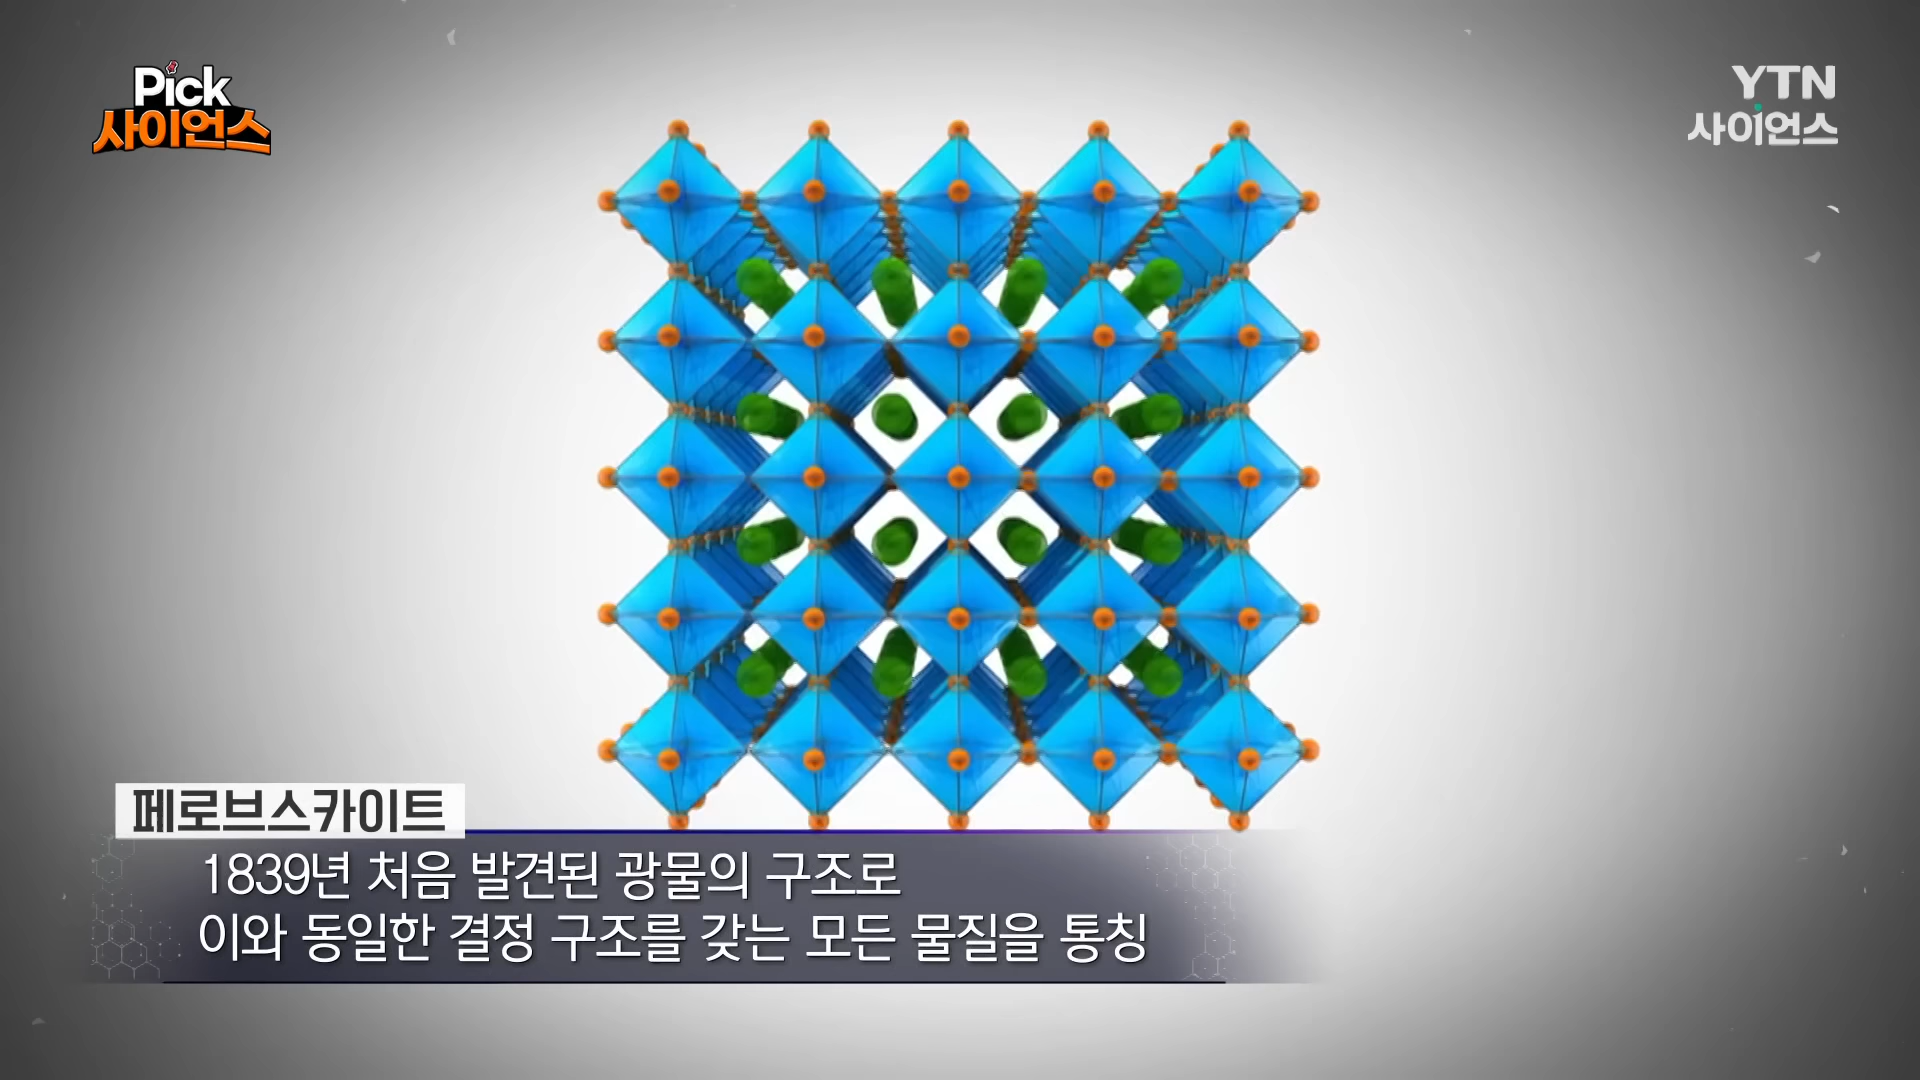 Pick
사이언스
YTN
사이언스
페로브스카이트
1839년 처음 발견된 광물의 구조로
이와 동일한 결정 구조를 갖는 모든 물질을 통칭